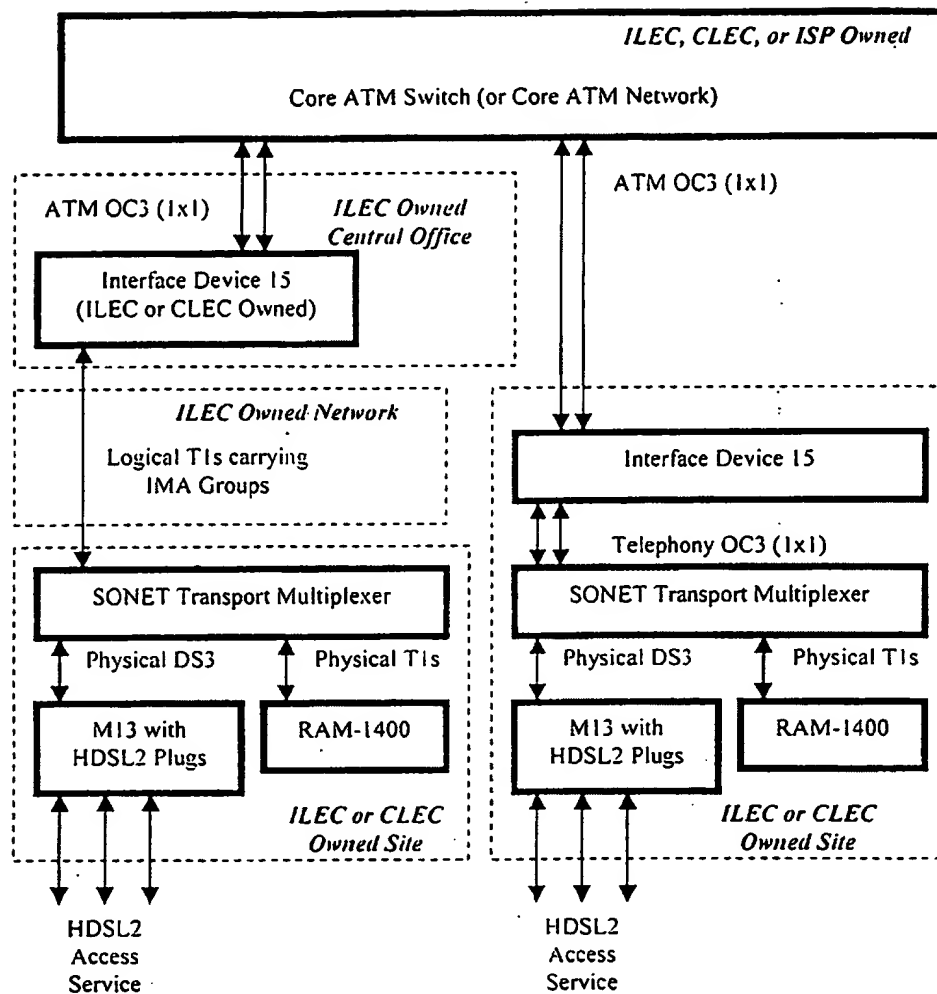 ILEC, CLEC, or ISP Owned
Core ATM Switch (or Core ATM Network)
ATM OC3 (1x1)
ILEC Owned
Central Office
Interface Device 15
(ILEC or CLEC Owned)
ATM OC3 (1x1)
ILEC Owned Network
Logical T1s carrying
IMA Groups
SONET Transport Multiplexer
Physical DS3
Physical T1s
M13 with
HDSL2 Plugs
RAM-1400
ILEC or CLEC
Owned Site
HDSL2
Access
Service
Interface Device 15
Telephony OC3 (1x1)
SONET Transport Multiplexer
Physical DS3
Physical T1s
M13 with
HDSL2 Plugs
RAM-1400
ILEC or CLEC
Owned Site
HDSL2
Access
Service